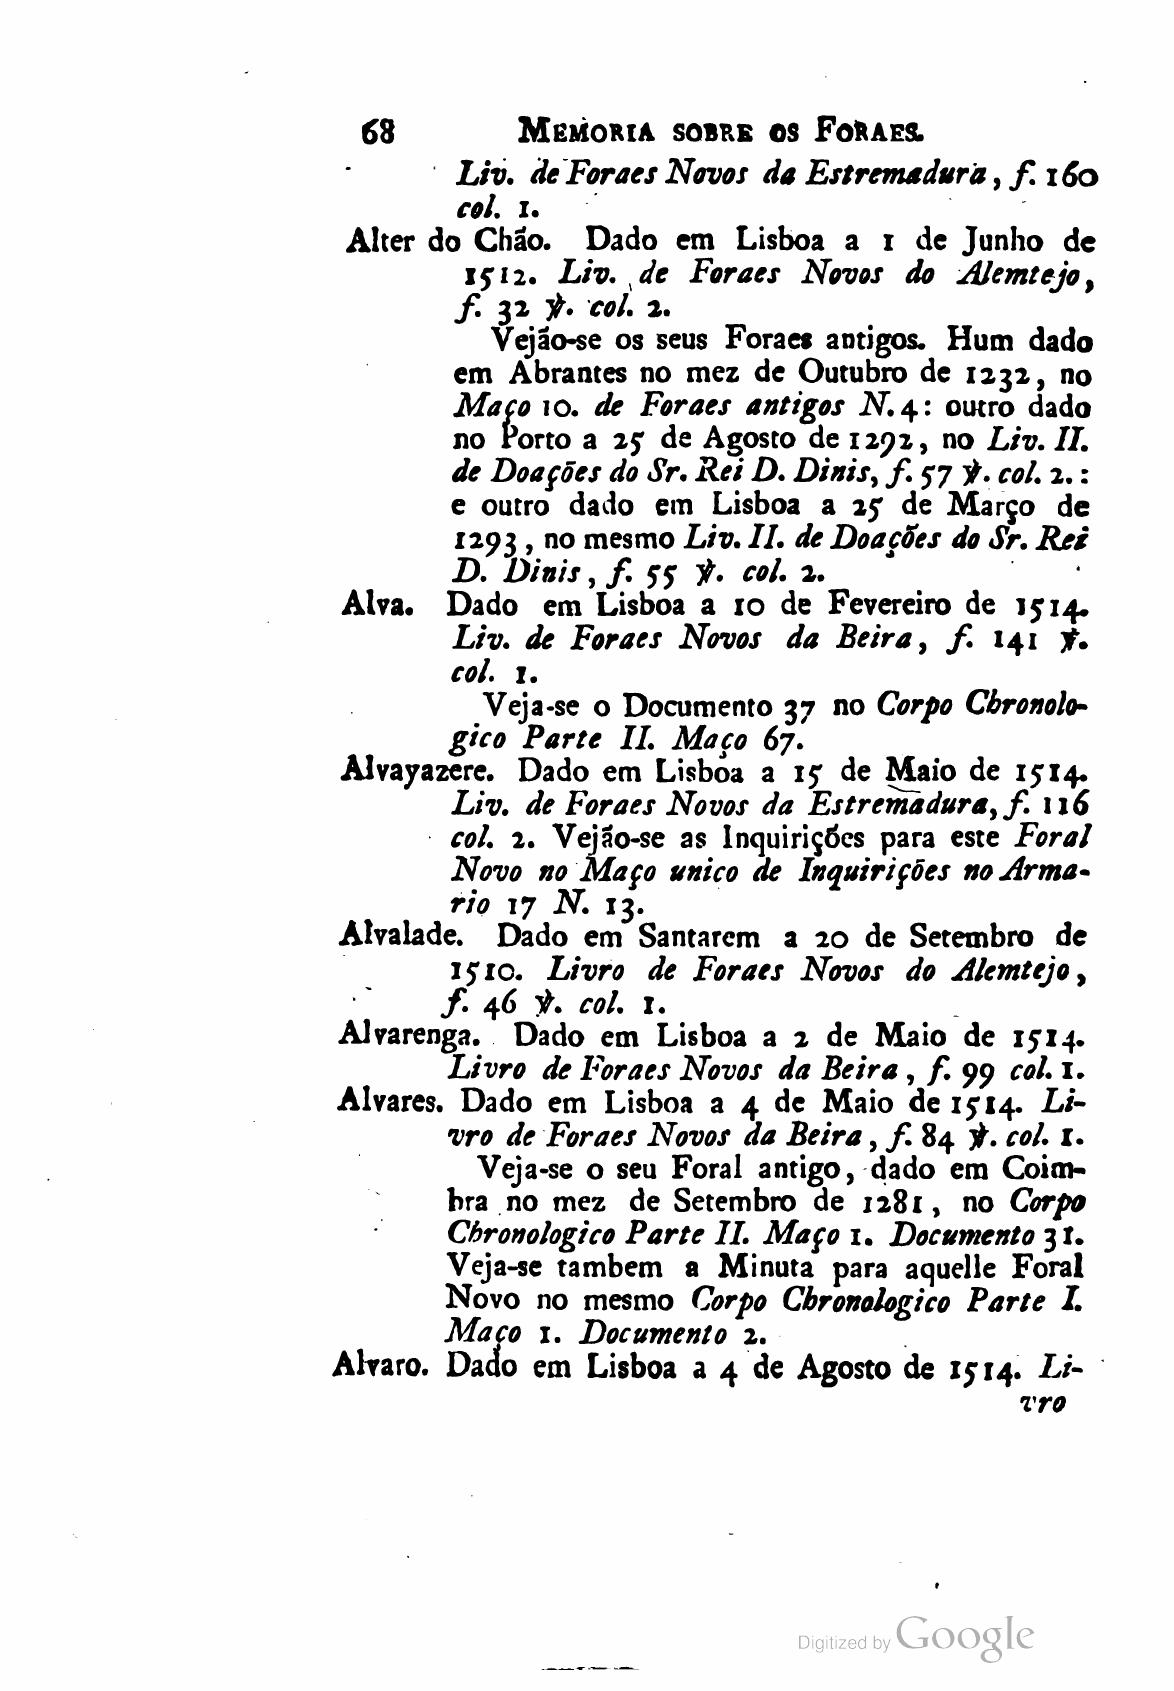 68 MEMORIA SOBRE OS FORAES.
Liv. de Foraes Novos da Estremadura, f. 160
col. 1.
Alter do Chão. Dado em Lisboa a 1 de Junho de
1512. Liv. de Foraes Novos do Alemtejo,
f. 32 ℣. col. 2.
Vejão-se os seus Foraes antigos. Hum dado
em Abrantes no mez de Outubro de 1232, no
Maço 10. de Foraes antigos N. 4: outro dado
no Porto a 25 de Agosto de 1292, no Liv. II.
de Doações do Sr. Rei D. Dinis, f. 57 ℣. col. 2.:
e outro dado em Lisboa a 25 de Março de
1293, no mesmo Liv. II. de Doações do Sr. Rei
D. Dinis, f. 55 ℣. col. 2.
Alva. Dado em Lisboa a 10 de Fevereiro de 1514.
Liv. de Foraes Novos da Beira, f. 141 ℣.
col. 1.
Veja-se o Documento 37 no Corpo Chronolo-
gico Parte II. Maço 67.
Alvayazere. Dado em Lisboa a 15 de Maio de 1514.
Liv. de Foraes Novos da Estremadura, f. 116
col. 2. Vejão-se as Inquirições para este Foral
Novo no Maço unico de Inquirições no Arma-
rio 17 N. 13.
Alvalade. Dado em Santarem a 20 de Setembro de
1510. Livro de Foraes Novos do Alemtejo,
f. 46 ℣. col. 1.
Alvarenga. Dado em Lisboa a 2 de Maio de 1514.
Livro de Foraes Novos da Beira, f. 99 col. 1.
Alvares. Dado em Lisboa a 4 de Maio de 1514. Li-
vro de Foraes Novos da Beira, f. 84 ℣. col. 1.
Veja-se o seu Foral antigo, dado em Coim-
bra no mez de Setembro de 1281, no Corpo
Chronologico Parte II. Maço 1. Documento 31.
Veja-se tambem a Minuta para aquelle Foral
Novo no mesmo Corpo Chronologico Parte I.
Maço 1. Documento 2.
Alvaro. Dado em Lisboa a 4 de Agosto de 1514. Li-
vro
Digitized by Google